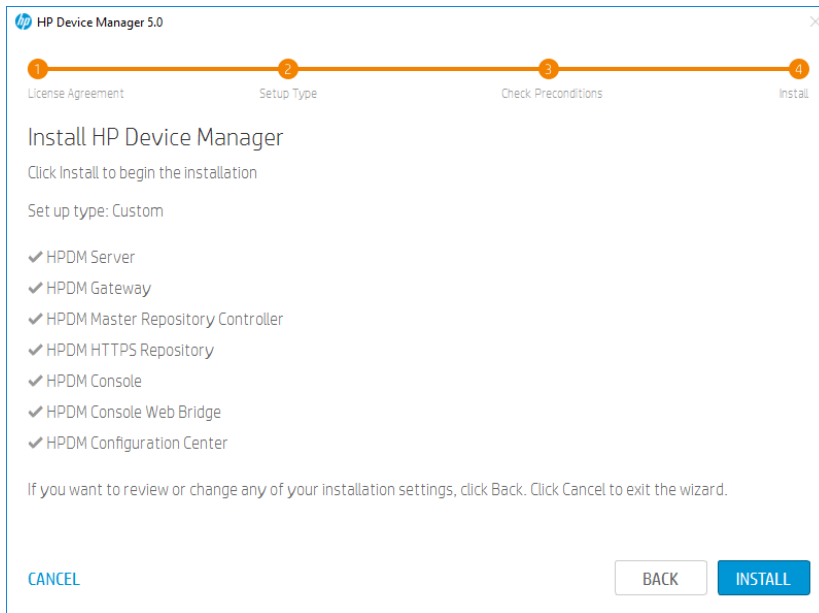 hp HP Device Manager 5.0
1 2 3 4
License Agreement Setup Type Check Preconditions Install
Install HP Device Manager
Click Install to begin the installation
Set up type: Custom
HPDM Server
HPDM Gateway
HPDM Master Repository Controller
HPDM HTTPS Repository
HPDM Console
HPDM Console Web Bridge
HPDM Configuration Center
If you want to review or change any of your installation settings, click Back. Click Cancel to exit the wizard.
CANCEL BACK INSTALL